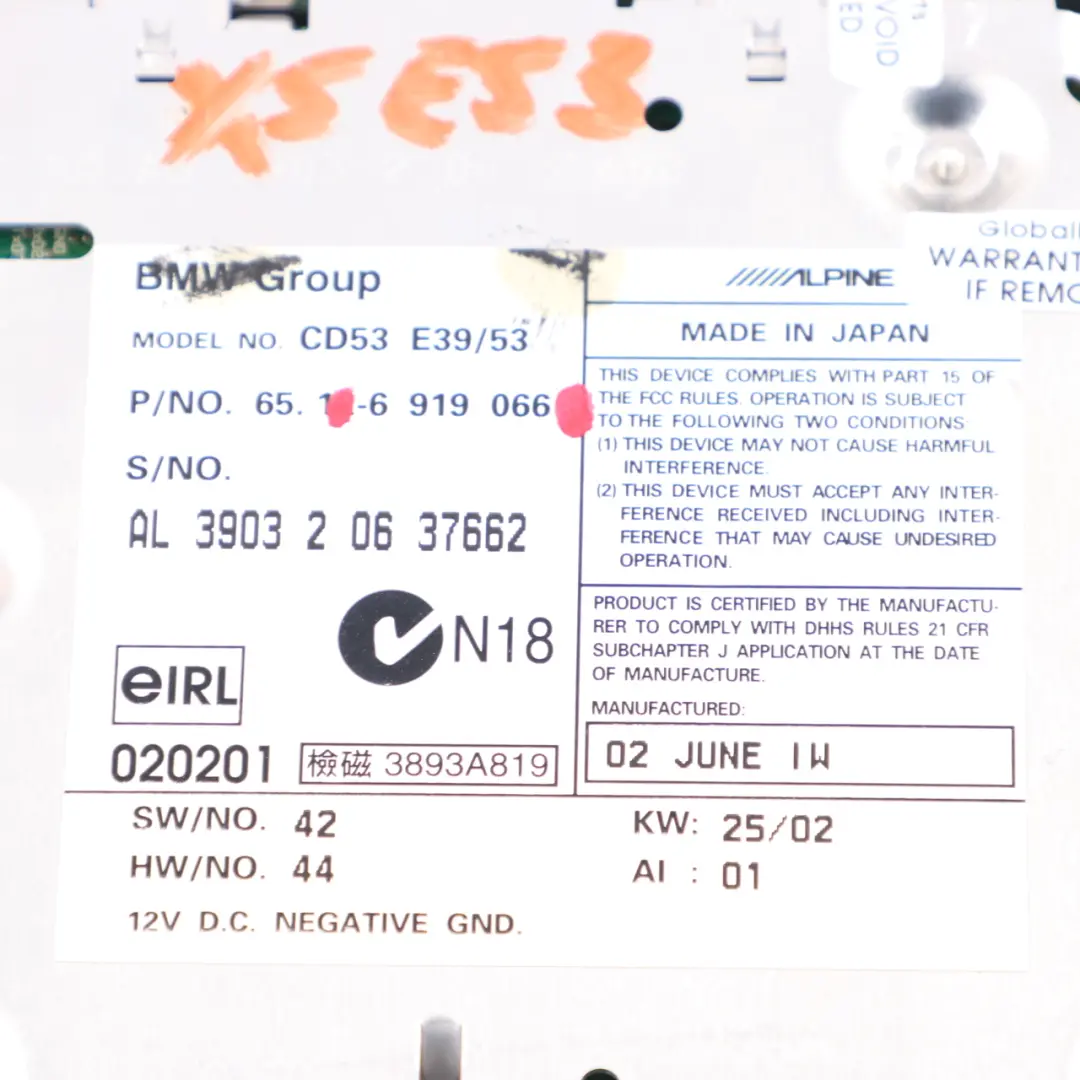 X5 E53
VOID
ED
Globall
WARRANT
IF REMO
BMW Group
MODEL NO. CD53 E39/53
P/NO. 65. 1 -6 919 066
S/NO.
AL 3903 2 06 37662
N18
eIRL
020201
檢磁 3893A819
ALPINE
MADE IN JAPAN
THIS DEVICE COMPLIES WITH PART 15 OF
THE FCC RULES. OPERATION IS SUBJECT
TO THE FOLLOWING TWO CONDITIONS
(1) THIS DEVICE MAY NOT CAUSE HARMFUL
INTERFERENCE.
(2) THIS DEVICE MUST ACCEPT ANY INTER-
FERENCE RECEIVED INCLUDING INTER-
FERENCE THAT MAY CAUSE UNDESIRED
OPERATION.
PRODUCT IS CERTIFIED BY THE MANUFACTU-
RER TO COMPLY WITH DHHS RULES 21 CFR
SUBCHAPTER J APPLICATION AT THE DATE
OF MANUFACTURE.
MANUFACTURED:
02 JUNE 1W
SW/NO. 42
HW/NO. 44
12V D.C. NEGATIVE GND.
KW: 25/02
AI : 01